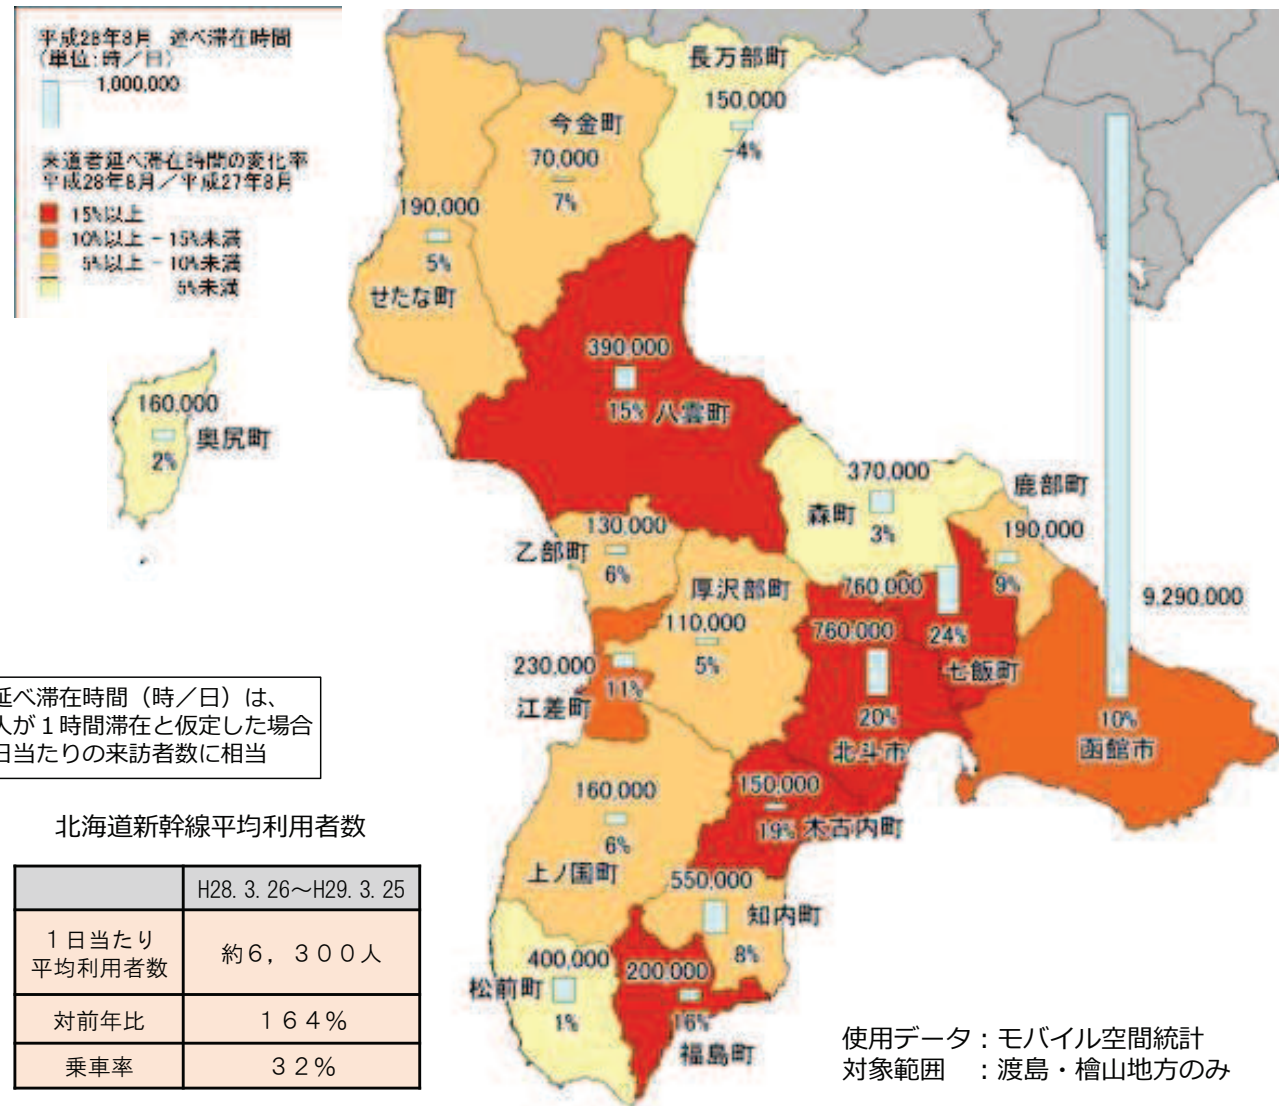 平成28年8月 延べ滞在時間
(単位:時/日)
1,000,000
来道者延べ滞在時間の変化率
平成28年8月/平成27年8月
15%以上
10%以上-15%未満
5%以上-10%未満
5%未満
長万部町
150,000
-4%
今金町
70,000
7%
190,000
5%
せたな町
390,000
15% 八雲町
160,000
2%
奥尻町
370,000
森町
3%
鹿部町
190,000
9%
130,000
乙部町
6%
厚沢部町
110,000
5%
760,000
24%
七飯町
760,000
20%
北斗市
9,290,000
10%
函館市
230,000
11%
江差町
延べ滞在時間(時/日)は、
人が1時間滞在と仮定した場合
日当たりの来訪者数に相当
150,000
19% 木古内町
160,000
6%
上ノ国町
550,000
知内町
8%
400,000
松前町
1%
200,000
16%
福島町
北海道新幹線平均利用者数
H28.3.26~H29.3.25
1日当たり
平均利用者数
約6,300人
対前年比
164%
乗車率
32%
使用データ:モバイル空間統計
対象範囲 :渡島・檜山地方のみ